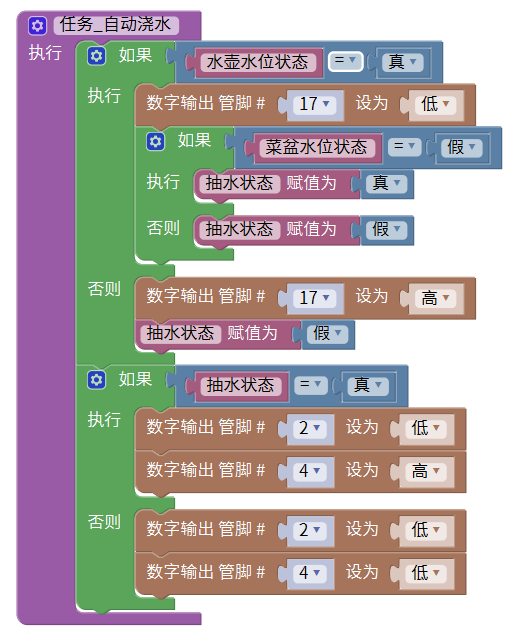 任务_自动浇水
执行 如果 水壶水位状态 = 真
执行 数字输出 管脚 # 17 设为 低
如果 菜盆水位状态 = 假
执行 抽水状态 赋值为 真
否则 抽水状态 赋值为 假
否则 数字输出 管脚 # 17 设为 高
抽水状态 赋值为 假
如果 抽水状态 = 真
执行 数字输出 管脚 # 2 设为 低
数字输出 管脚 # 4 设为 高
否则 数字输出 管脚 # 2 设为 低
数字输出 管脚 # 4 设为 低